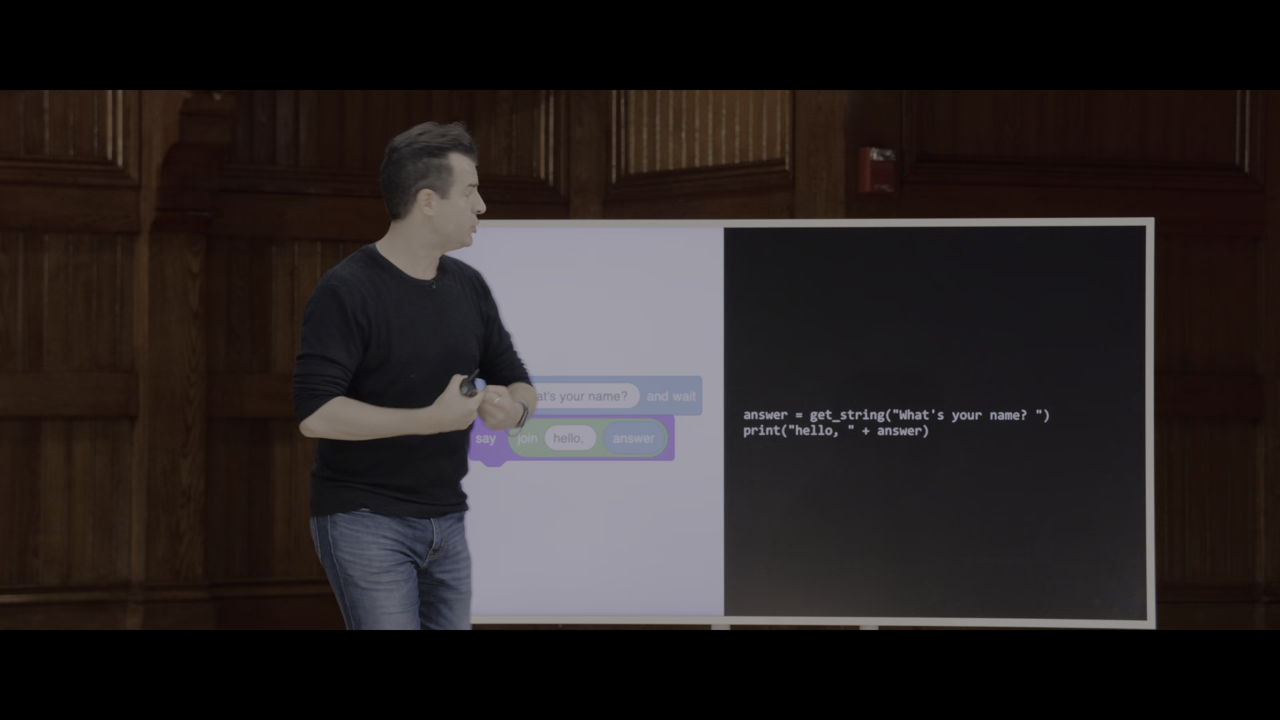 at's your name? and wait
say join hello, answer
answer = get_string("What's your name? ")
print("hello, " + answer)